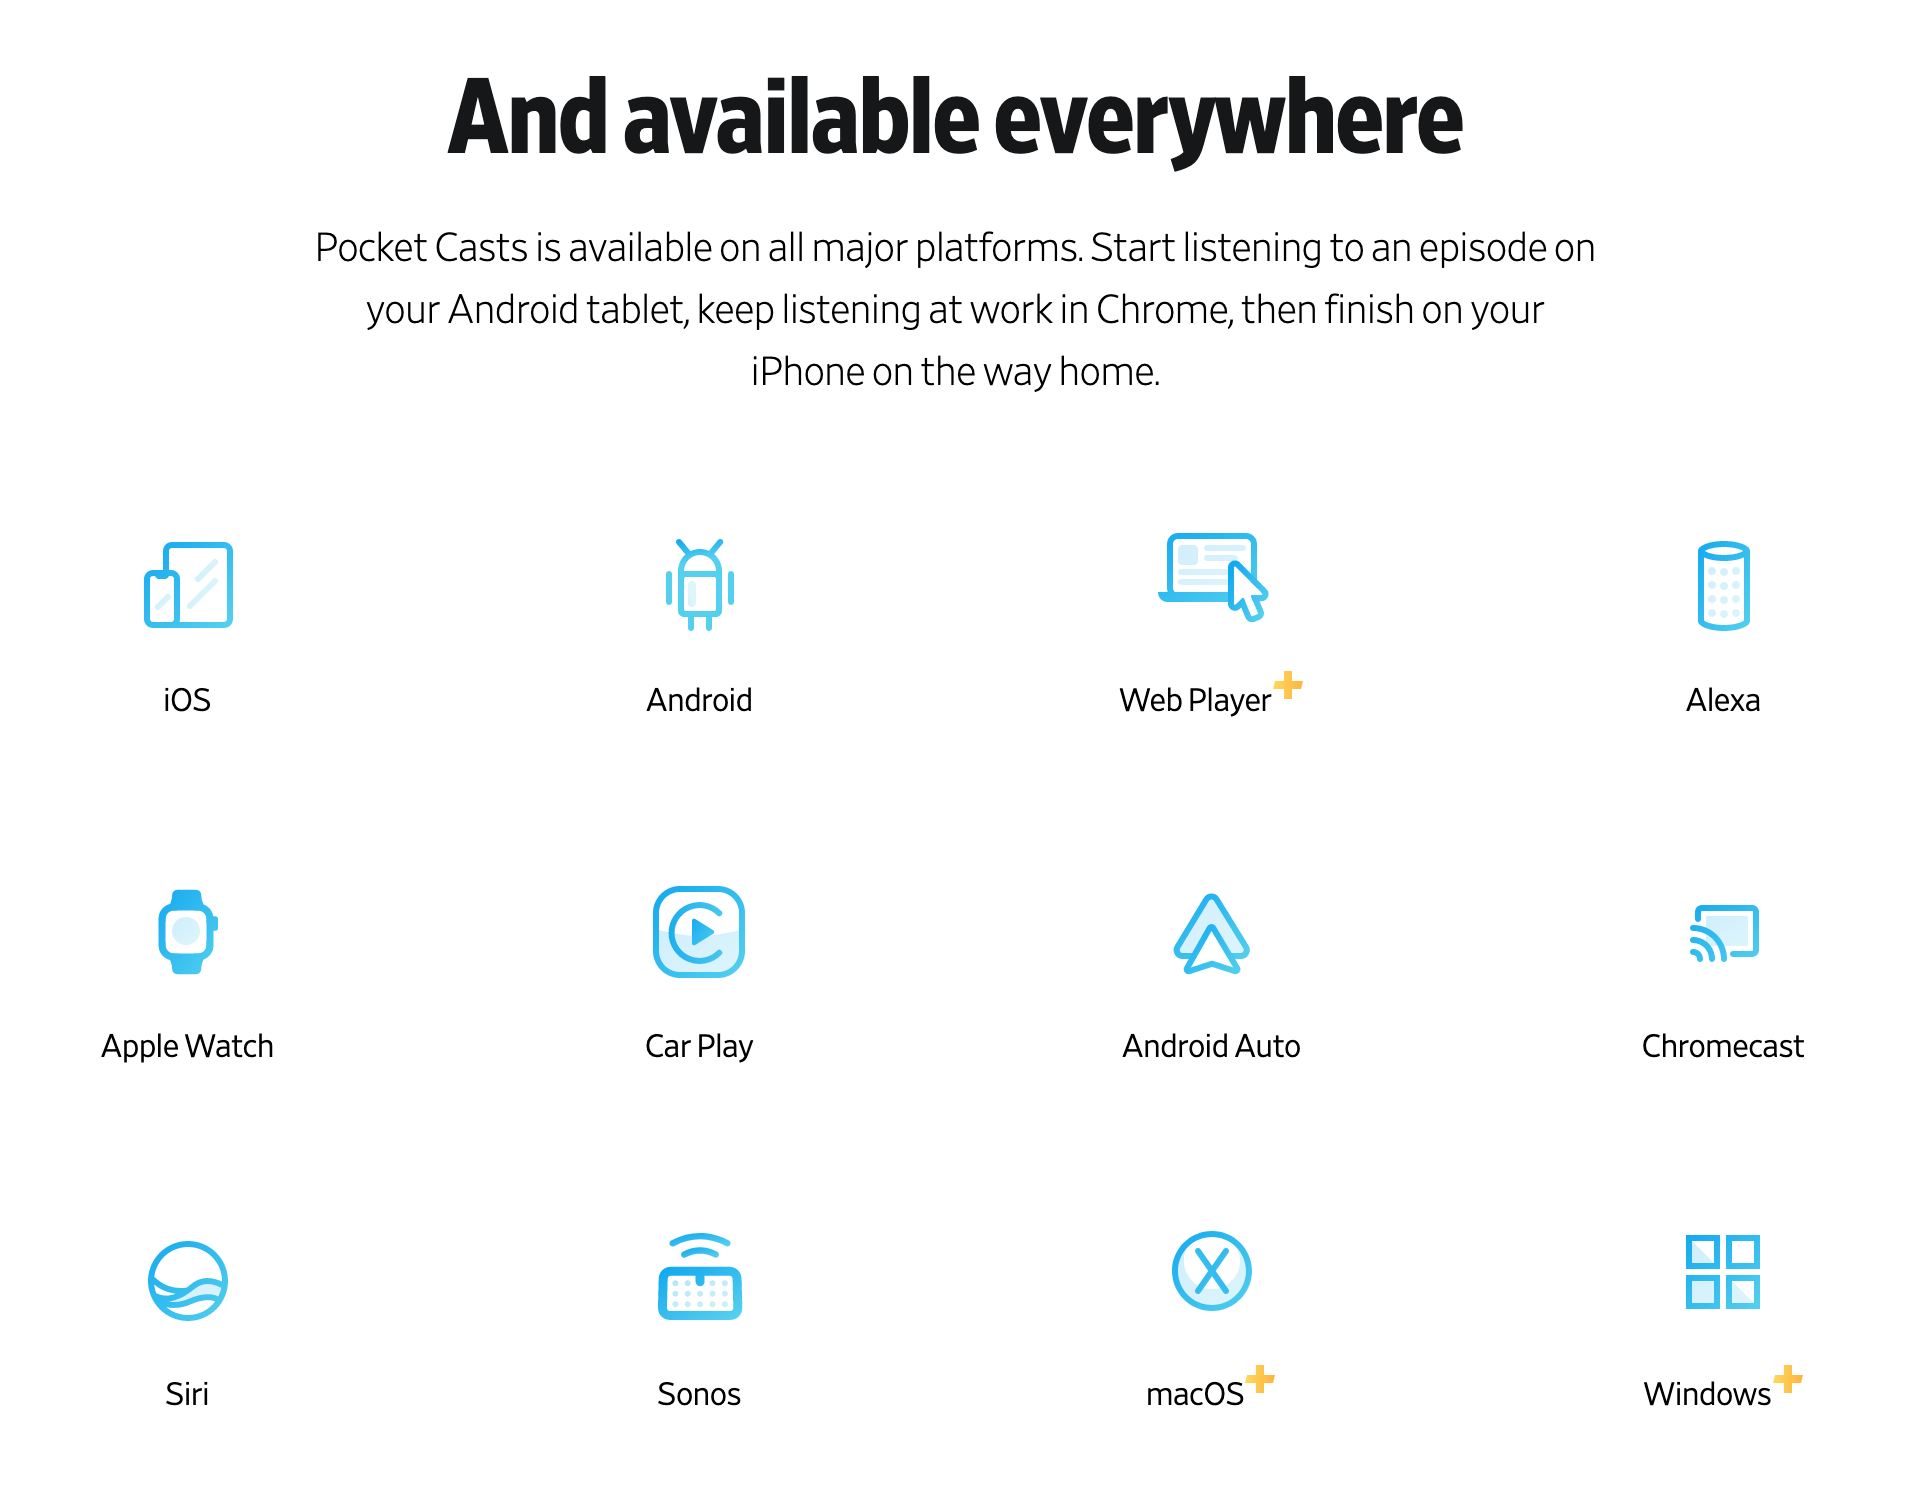 And available everywhere
Pocket Casts is available on all major platforms. Start listening to an episode on
your Android tablet, keep listening at work in Chrome, then finish on your
iPhone on the way home.
iOS
Android
Web Player
Alexa
Apple Watch
Car Play
Android Auto
Chromecast
Siri
Sonos
macOS
Windows